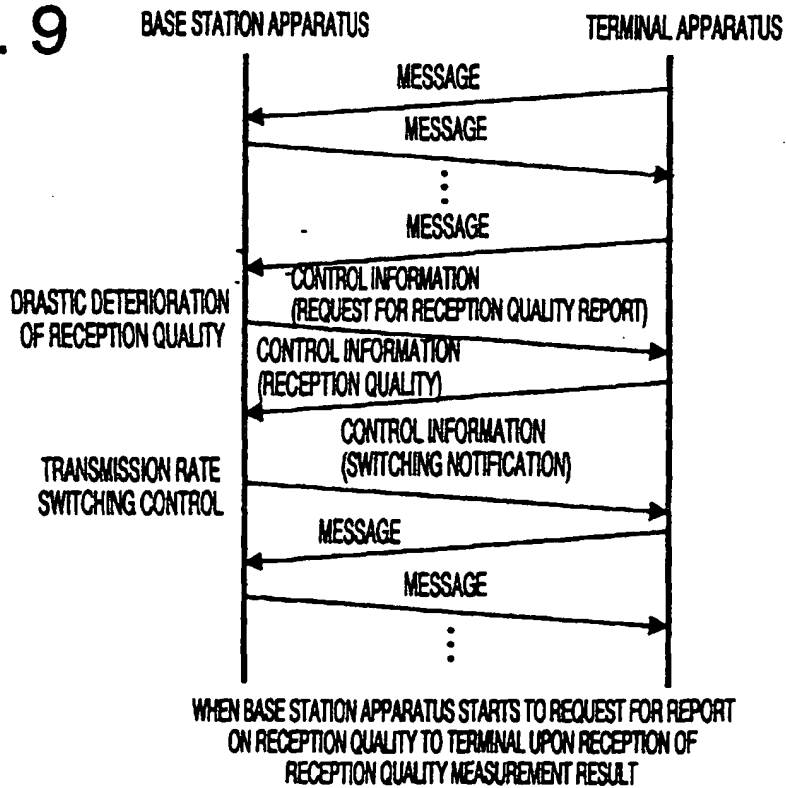 . 9
BASE STATION APPARATUS
TERMINAL APPARATUS
MESSAGE
MESSAGE
MESSAGE
CONTROL INFORMATION
(REQUEST FOR RECEPTION QUALITY REPORT)
DRASTIC DETERIORATION
OF RECEPTION QUALITY
CONTROL INFORMATION
(RECEPTION QUALITY)
CONTROL INFORMATION
(SWITCHING NOTIFICATION)
TRANSMISSION RATE
SWITCHING CONTROL
MESSAGE
MESSAGE
WHEN BASE STATION APPARATUS STARTS TO REQUEST FOR REPORT
ON RECEPTION QUALITY TO TERMINAL UPON RECEPTION OF
RECEPTION QUALITY MEASUREMENT RESULT